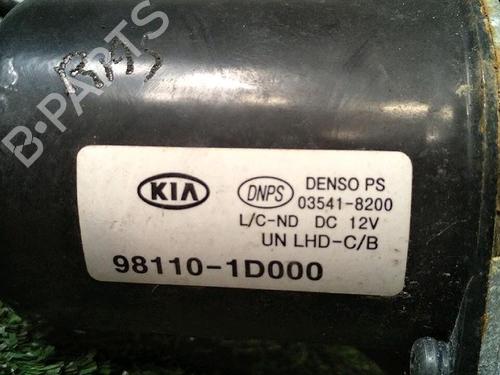 B-PARTS
KIA DNPS DENSO PS
03541-8200
L/C-ND DC 12V
UN LHD-C/B
98110-1D000